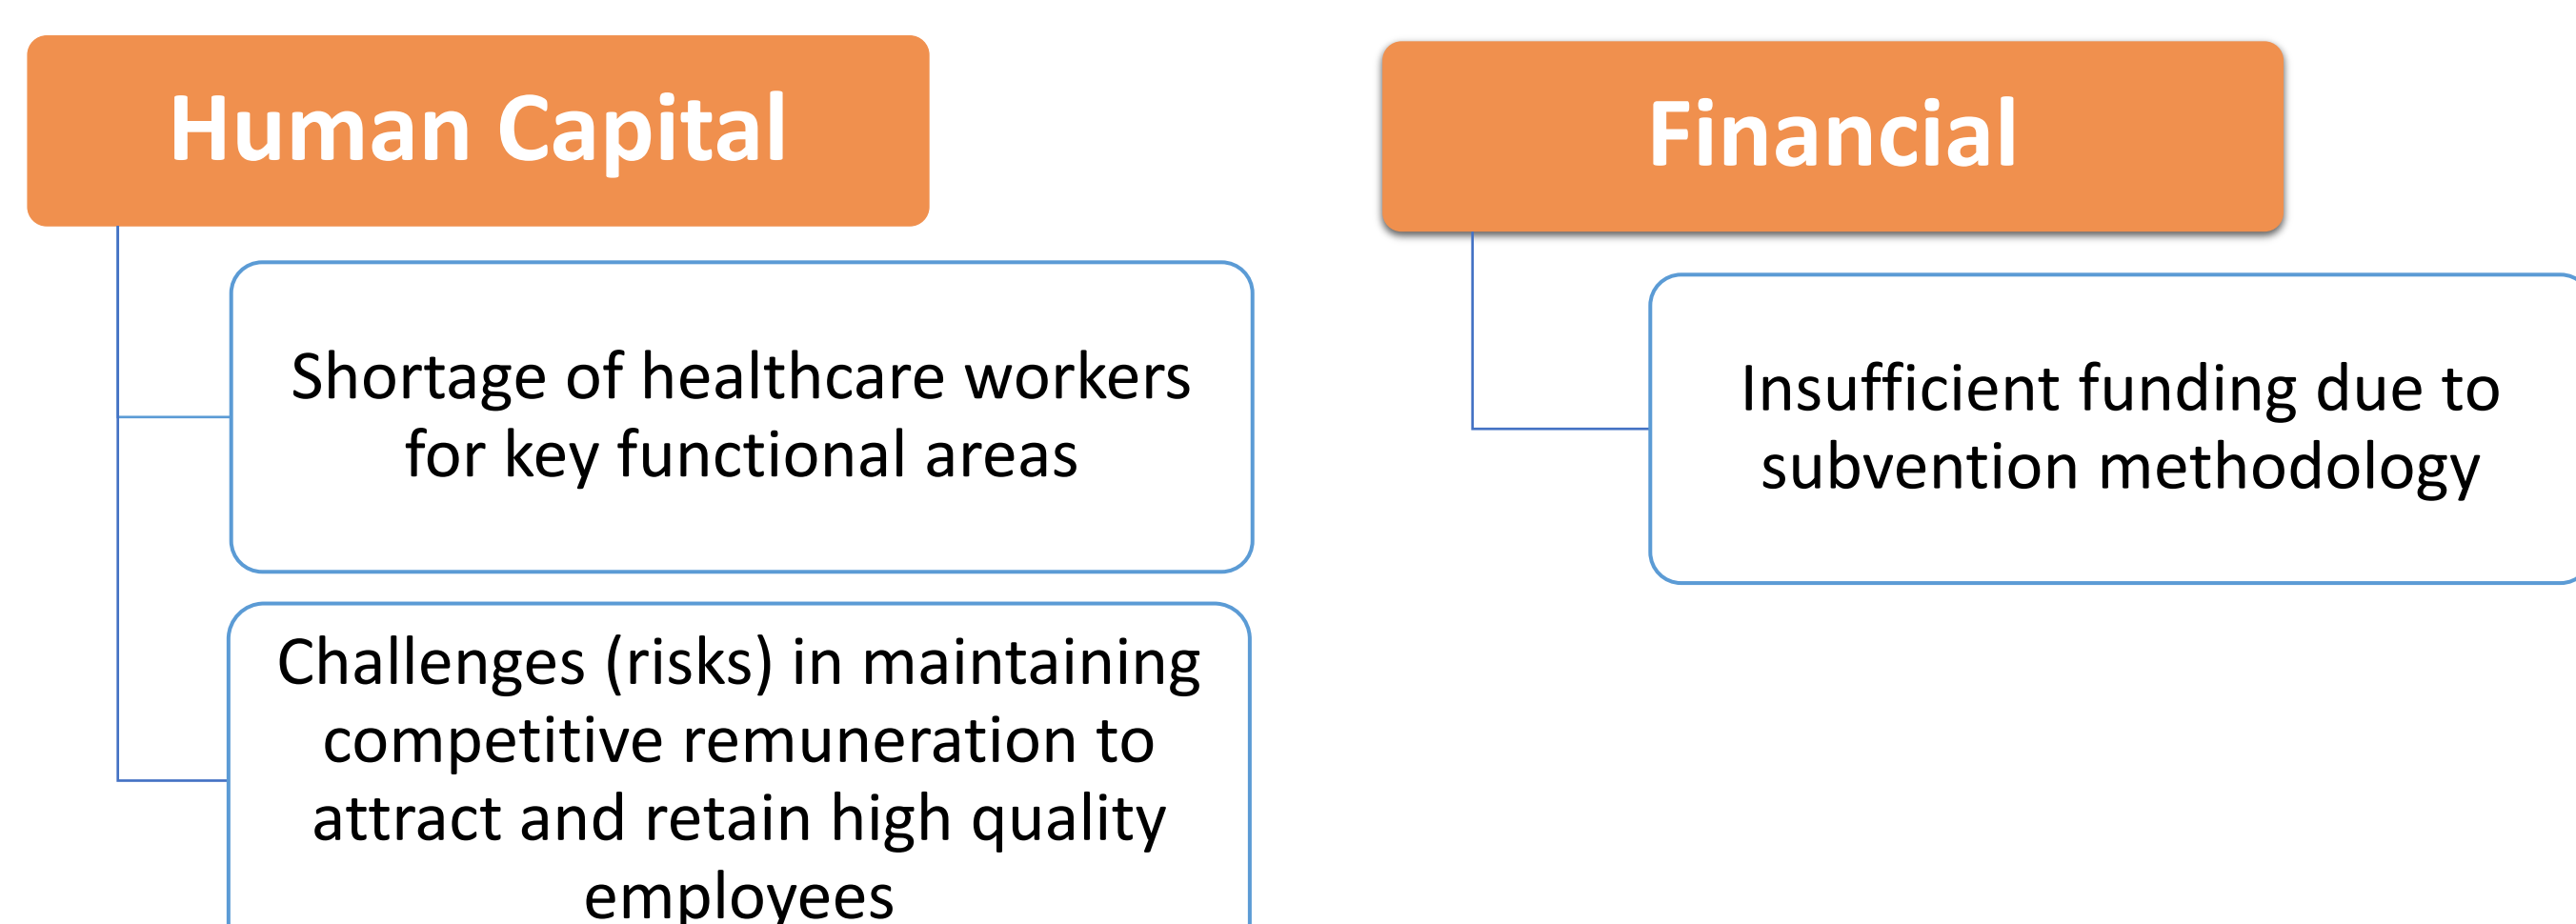 Human Capital
Shortage of healthcare workers
for key functional areas
Challenges (risks) in maintaining
competitive remuneration to
attract and retain high quality
employees
Financial
Insufficient funding due to
subvention methodology